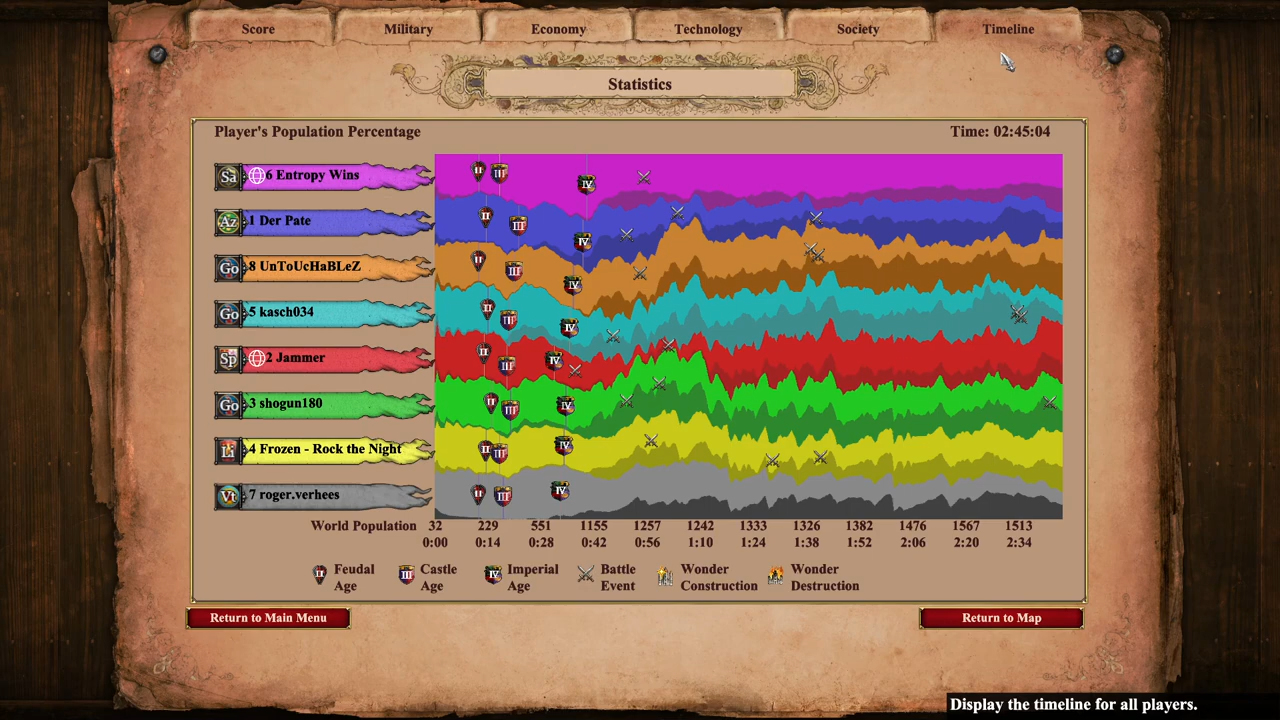 Score Military Economy Technology Society Timeline
Statistics
Player's Population Percentage
Time: 02:45:04
Sa 6 Entropy Wins
Az 1 Der Pate
Go 8 UnToUcHaBLeZ
Go 5 kasch034
Sp 2 Jammer
Go 3 shogun180
Li 4 Frozen - Rock the Night
Vt 7 roger.verhees
World Population 32 229 551 1155 1257 1242 1333 1326 1382 1476 1567 1513
0:00 0:14 0:28 0:42 0:56 1:10 1:24 1:38 1:52 2:06 2:20 2:34
II Feudal Age
III Castle Age
IV Imperial Age
Battle Event
Wonder Construction
Wonder Destruction
Return to Main Menu
Return to Map
Display the timeline for all players.